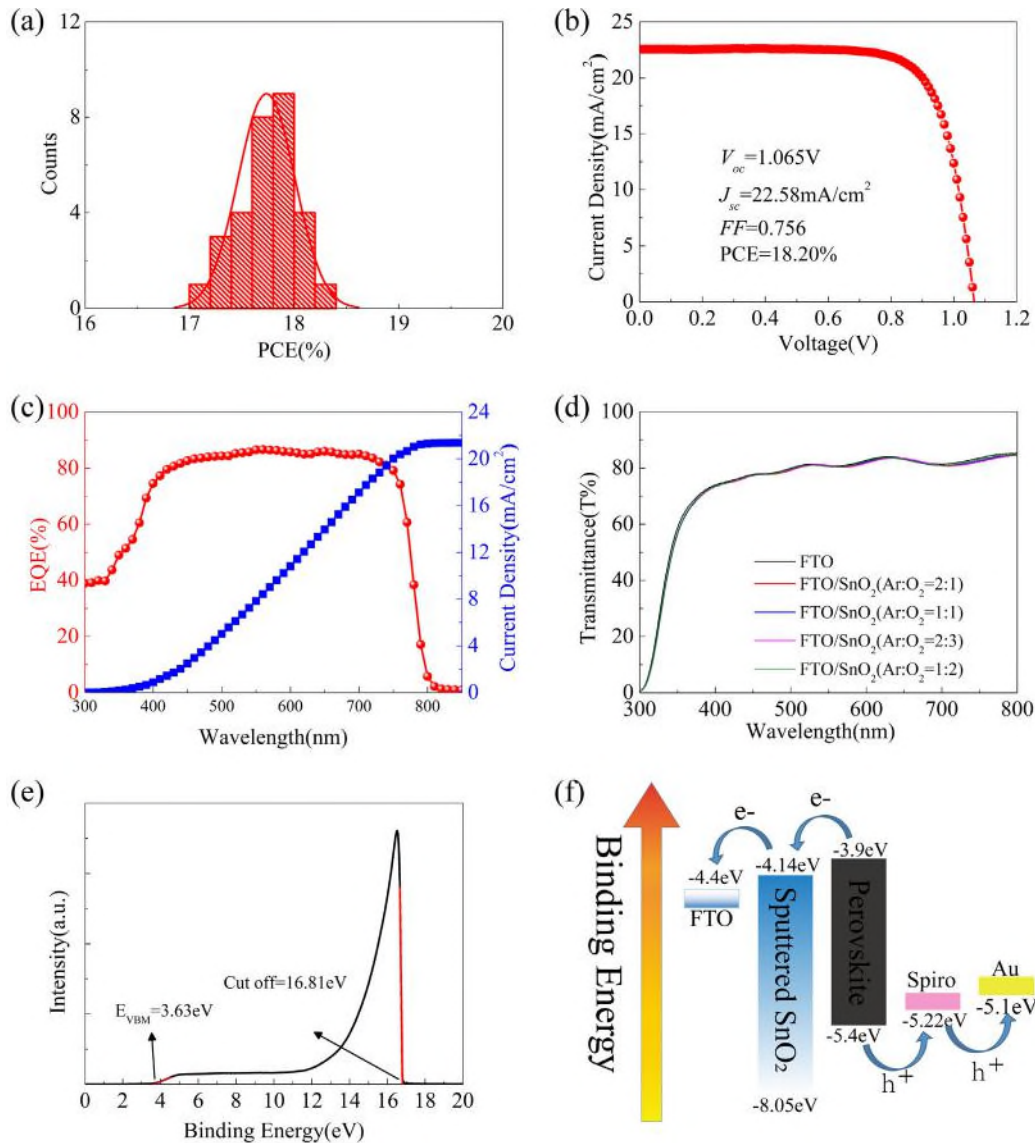 (a)
12
8
4
0
Counts
16 17 18 19 20
PCE(%)
(b)
25
20
15
10
5
0
Current Density(mA/cm²)
V_oc=1.065V
J_sc=22.58mA/cm²
FF=0.756
PCE=18.20%
0.0 0.2 0.4 0.6 0.8 1.0 1.2
Voltage(V)
(c)
100
80
60
40
20
0
EQE(%)
24
20
16
12
8
4
0
Current Density(mA/cm²)
300 400 500 600 700 800
Wavelength(nm)
(d)
100
80
60
40
20
0
Transmittance(T%)
FTO
FTO/SnO₂(Ar:O₂=2:1)
FTO/SnO₂(Ar:O₂=1:1)
FTO/SnO₂(Ar:O₂=2:3)
FTO/SnO₂(Ar:O₂=1:2)
300 400 500 600 700 800
Wavelength(nm)
(e)
Intensity(a.u.)
Cut off=16.81eV
E_VBM=3.63eV
0 2 4 6 8 10 12 14 16 18 20
Binding Energy(eV)
(f)
Binding Energy
e- e-
-4.4eV
FTO
-4.14eV
Sputtered SnO₂
-8.05eV
-3.9eV
Perovskite
-5.4eV
Spiro
-5.22eV
Au
-5.1eV
h⁺ h⁺